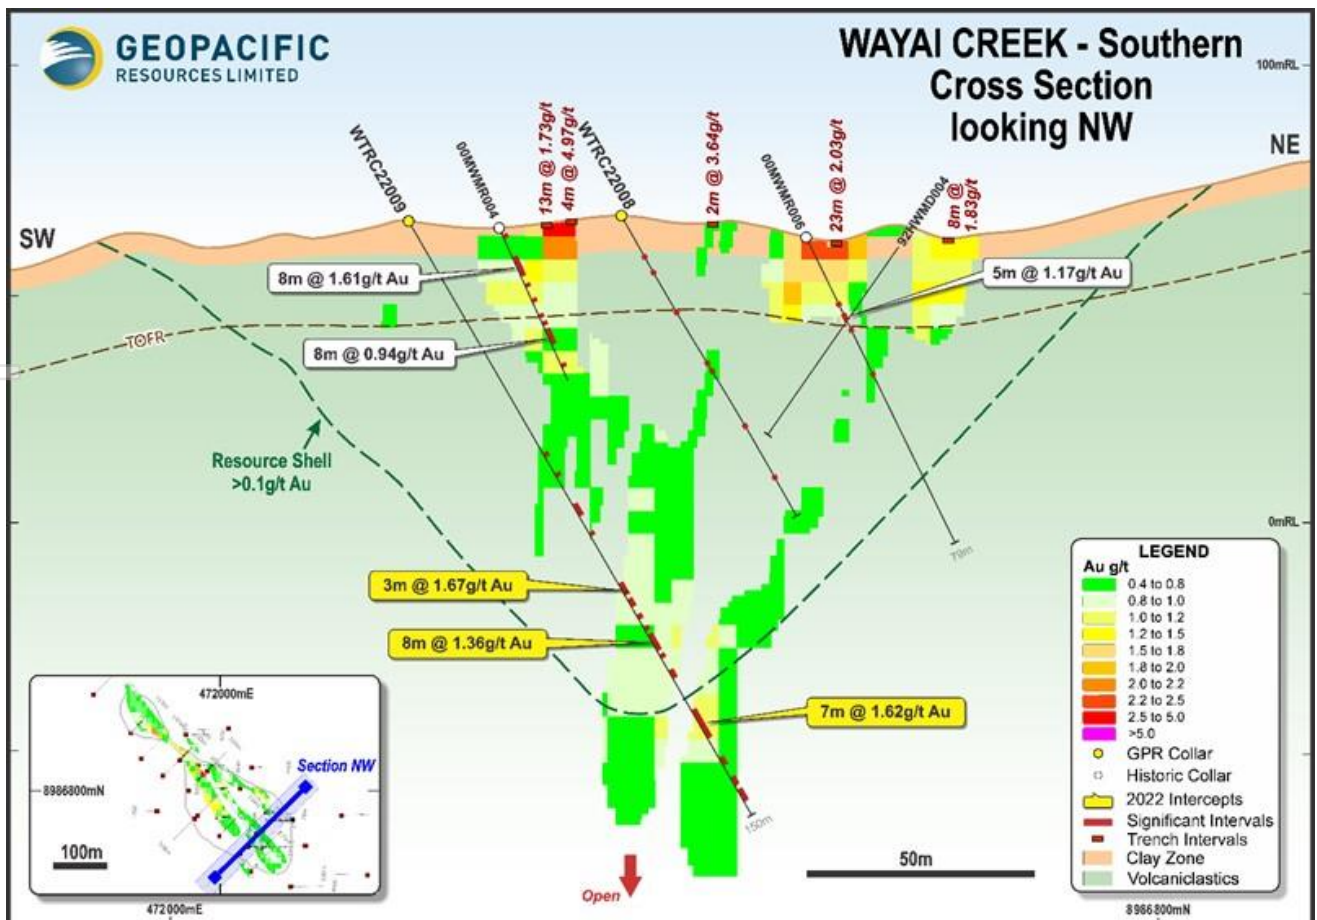 GEOPACIFIC
RESOURCES LIMITED
WAYAI CREEK - Southern
Cross Section
looking NW
100mRL
NE
SW
WTRC22009
00MWMR004
13m @ 1.73g/t
4m @ 4.97g/t
WTRC22008
2m @ 3.64g/t
00MWMR006
23m @ 2.03g/t
92HWMD004
8m @
1.83g/t
8m @ 1.61g/t Au
5m @ 1.17g/t Au
TOFR
8m @ 0.94g/t Au
Resource Shell
>0.1g/t Au
0mRL
79m
3m @ 1.67g/t Au
8m @ 1.36g/t Au
7m @ 1.62g/t Au
150m
Open
50m
472000mE
Section NW
8986800mN
100m
LEGEND
Au g/t
0.4 to 0.8
0.8 to 1.0
1.0 to 1.2
1.2 to 1.5
1.5 to 1.8
1.8 to 2.0
2.0 to 2.2
2.2 to 2.5
2.5 to 5.0
>5.0
GPR Collar
Historic Collar
2022 Intercepts
Significant Intervals
Trench Intervals
Clay Zone
Volcaniclastics
472000mE
8986800mN